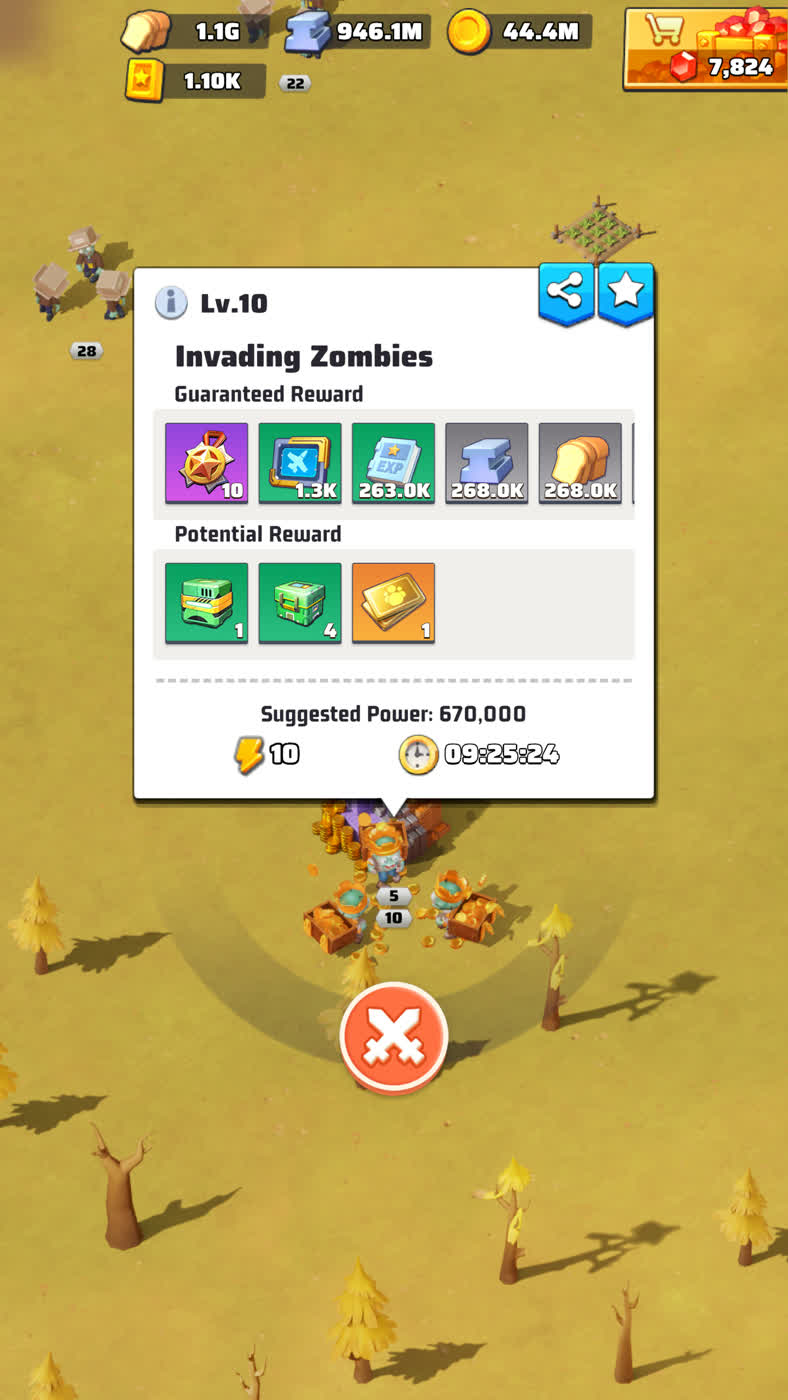 1.1G 946.1M 44.4M
7,824
1.10K 22
Lv.10
28
Invading Zombies
Guaranteed Reward
EXP
10 1.3K 263.0K 268.0K 268.0K
Potential Reward
1 4 1
Suggested Power: 670,000
10 09:25:24
5
10